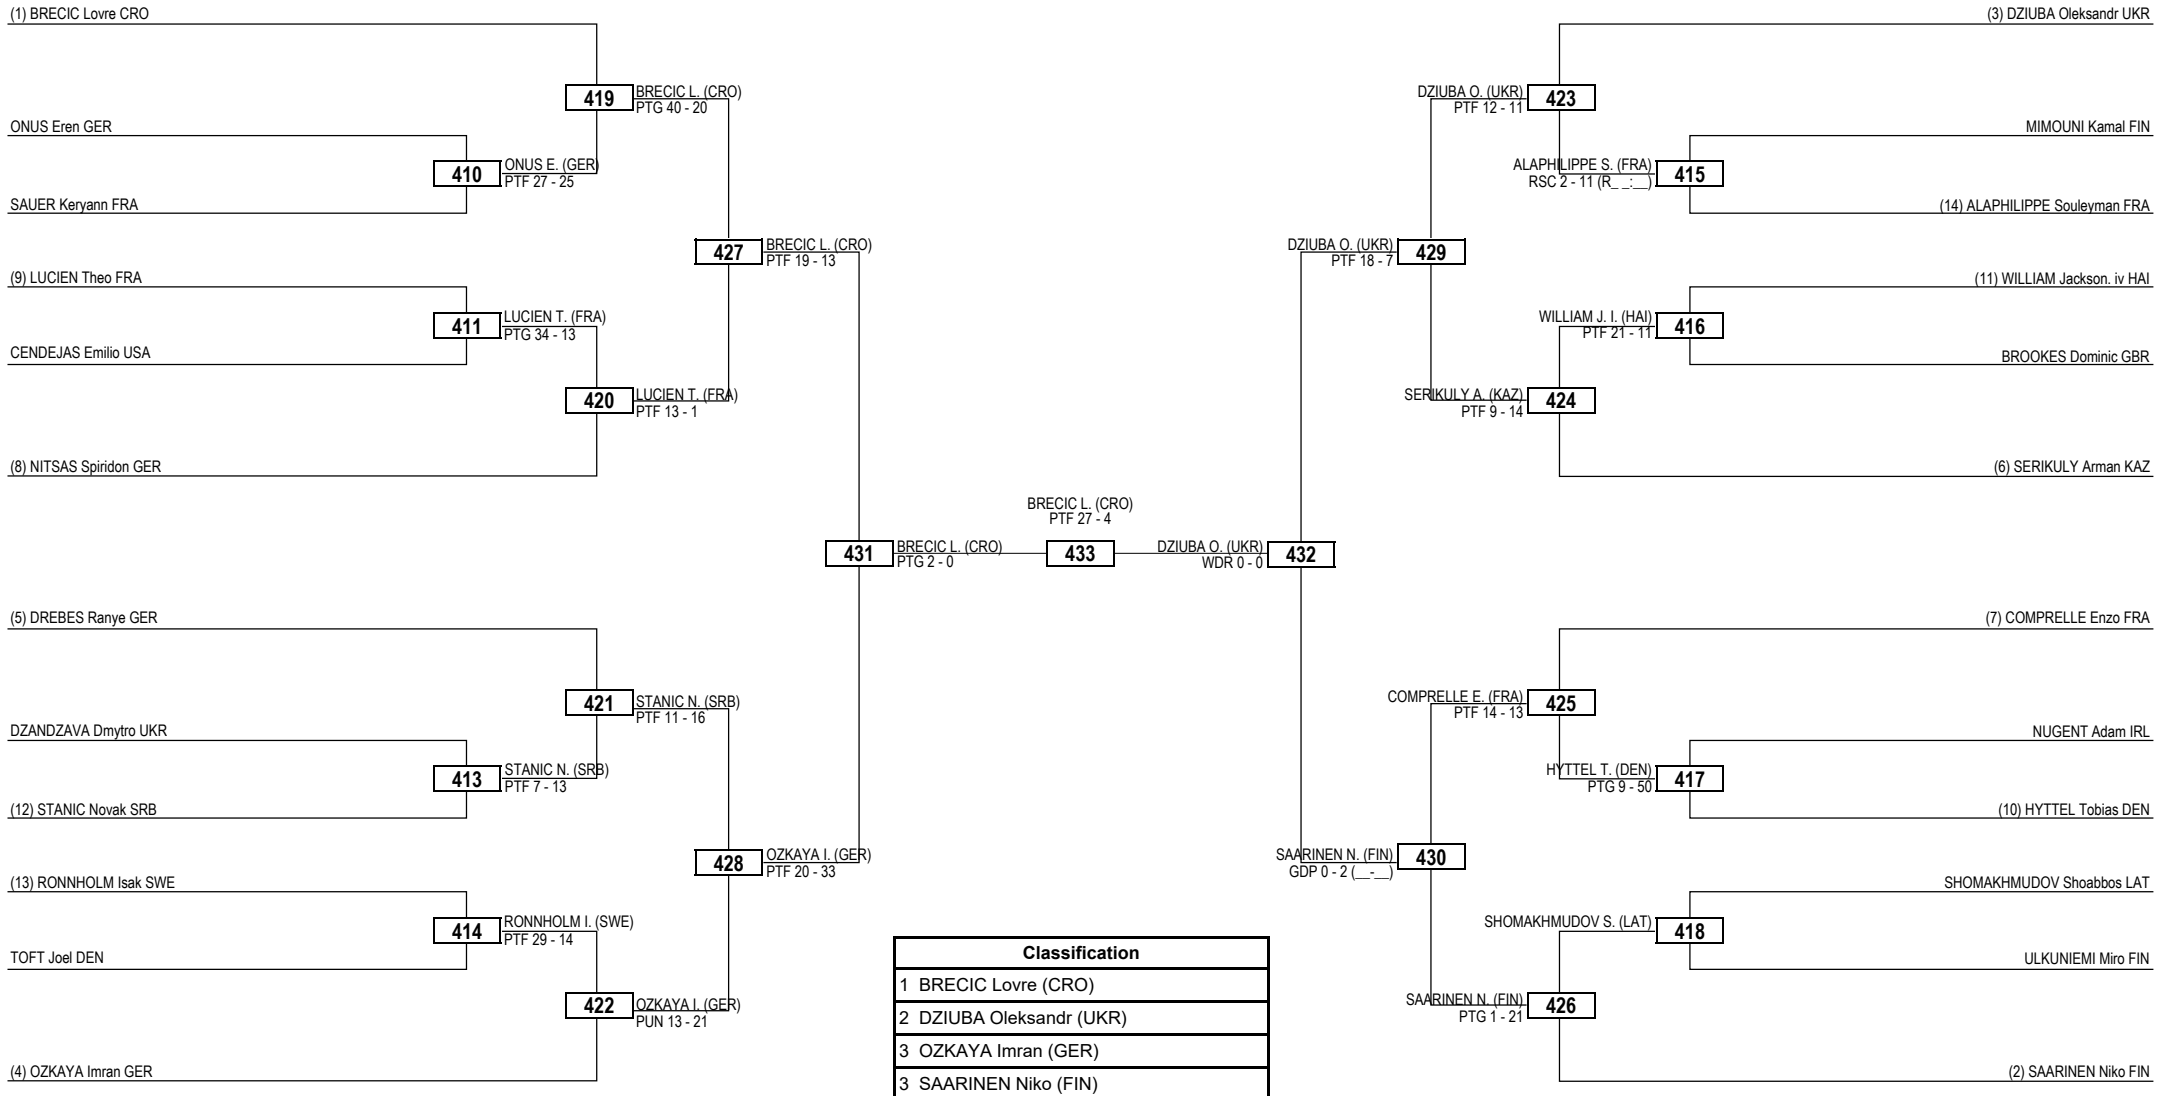 (1) BRECIC Lovre CRO
419
BRECIC L. (CRO)
PTG 40 - 20
ONUS Eren GER
410
ONUS E. (GER)
PTF 27 - 25
SAUER Keryann FRA
427
BRECIC L. (CRO)
PTF 19 - 13
(9) LUCIEN Theo FRA
411
LUCIEN T. (FRA)
PTG 34 - 13
CENDEJAS Emilio USA
420
LUCIEN T. (FRA)
PTF 13 - 1
(8) NITSAS Spiridon GER
431
BRECIC L. (CRO)
PTG 2 - 0
(5) DREBES Ranye GER
421
STANIC N. (SRB)
PTF 11 - 16
DZANDZAVA Dmytro UKR
413
STANIC N. (SRB)
PTF 7 - 13
(12) STANIC Novak SRB
428
OZKAYA I. (GER)
PTF 20 - 33
(13) RONNHOLM Isak SWE
414
RONNHOLM I. (SWE)
PTF 29 - 14
TOFT Joel DEN
422
OZKAYA I. (GER)
PUN 13 - 21
(4) OZKAYA Imran GER
BRECIC L. (CRO)
PTF 27 - 4
433
(3) DZIUBA Oleksandr UKR
DZIUBA O. (UKR)
PTF 12 - 11
423
MIMOUNI Kamal FIN
ALAPHILIPPE S. (FRA)
RSC 2 - 11 (R_ _:__)
415
(14) ALAPHILIPPE Souleyman FRA
DZIUBA O. (UKR)
PTF 18 - 7
429
(11) WILLIAM Jackson. iv HAI
WILLIAM J. I. (HAI)
PTF 21 - 11
416
BROOKES Dominic GBR
SERIKULY A. (KAZ)
PTF 9 - 14
424
(6) SERIKULY Arman KAZ
DZIUBA O. (UKR)
WDR 0 - 0
432
(7) COMPRELLE Enzo FRA
COMPRELLE E. (FRA)
PTF 14 - 13
425
NUGENT Adam IRL
HYTTEL T. (DEN)
PTG 9 - 50
417
(10) HYTTEL Tobias DEN
SAARINEN N. (FIN)
GDP 0 - 2 (__-__)
430
SHOMAKHMUDOV Shoabbos LAT
SHOMAKHMUDOV S. (LAT)
418
ULKUNIEMI Miro FIN
SAARINEN N. (FIN)
PTG 1 - 21
426
(2) SAARINEN Niko FIN
Classification
1 BRECIC Lovre (CRO)
2 DZIUBA Oleksandr (UKR)
3 OZKAYA Imran (GER)
3 SAARINEN Niko (FIN)